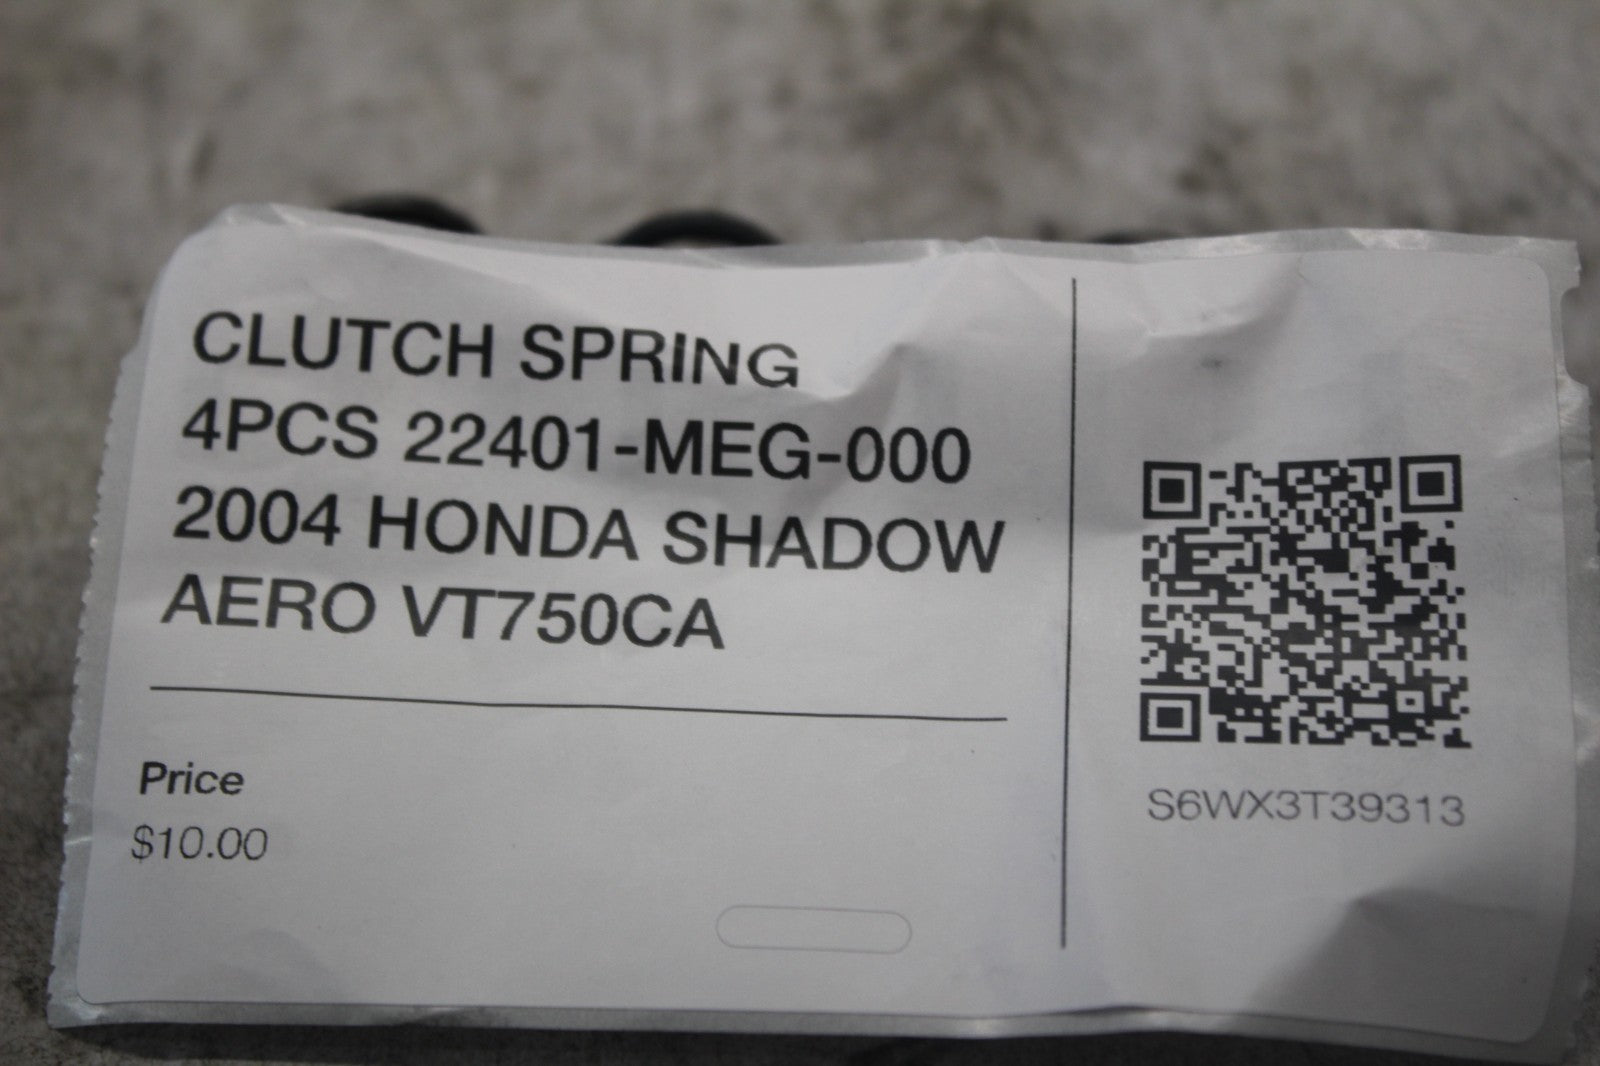 CLUTCH SPRING
4PCS 22401-MEG-000
2004 HONDA SHADOW
AERO VT750CA
Price
$10.00
S6WX3T39313